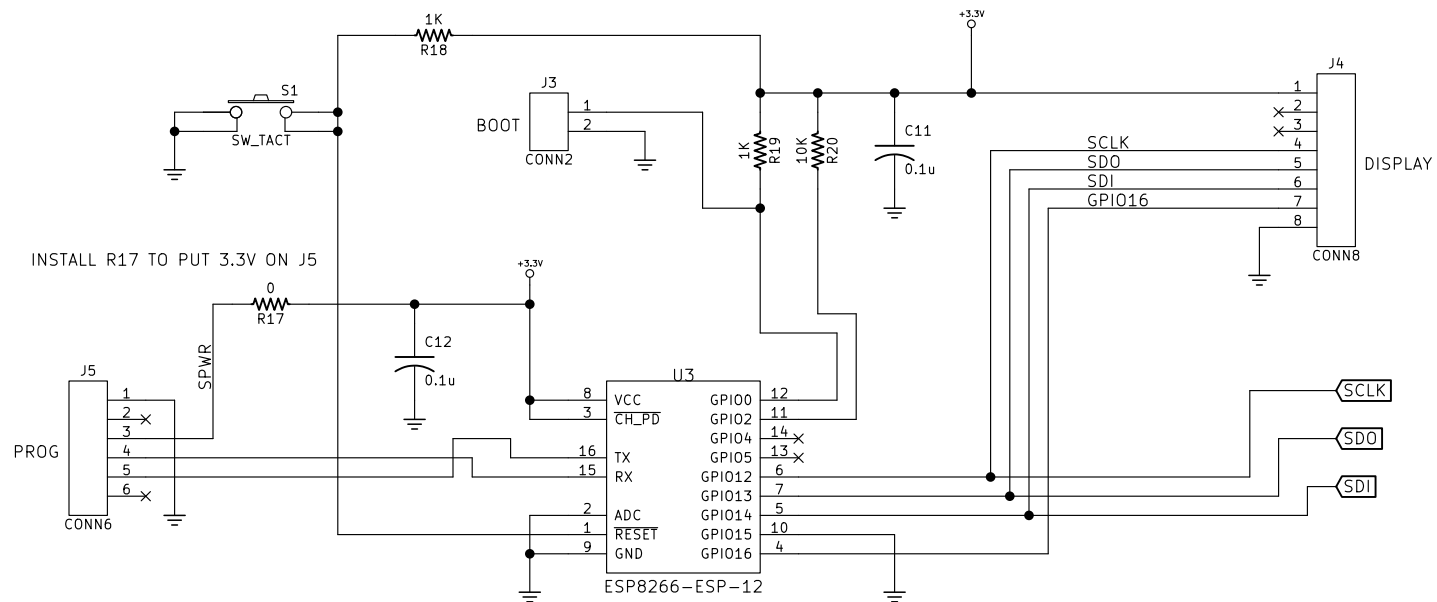 1K
R18
+3.3V
J4
S1
SW_TACT
J3
BOOT
1
2
CONN2
1K
R19
10K
R20
C11
0.1u
1
2
3
4
5
6
7
8
SCLK
SDO
SDI
GPIO16
DISPLAY
CONN8
INSTALL R17 TO PUT 3.3V ON J5
0
R17
+3.3V
C12
0.1u
SPWR
J5
PROG
1
2
3
4
5
6
CONN6
U3
8 VCC
3 CH_PD
16 TX
15 RX
2 ADC
1 RESET
9 GND
GPIO0 12
GPIO2 11
GPIO4 14
GPIO5 13
GPIO12 6
GPIO13 7
GPIO14 5
GPIO15 10
GPIO16 4
ESP8266-ESP-12
SCLK
SDO
SDI